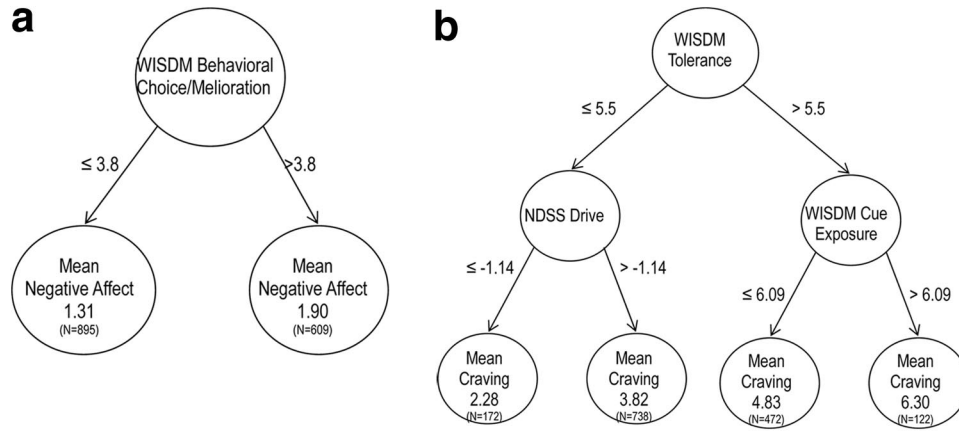 a
WISDM Behavioral
Choice/Melioration
≤ 3.8
>3.8
Mean
Negative Affect
1.31
(N=895)
Mean
Negative Affect
1.90
(N=609)
b
WISDM
Tolerance
≤ 5.5
> 5.5
NDSS Drive
WISDM Cue
Exposure
≤ -1.14
> -1.14
≤ 6.09
> 6.09
Mean
Craving
2.28
(N=172)
Mean
Craving
3.82
(N=738)
Mean
Craving
4.83
(N=472)
Mean
Craving
6.30
(N=122)